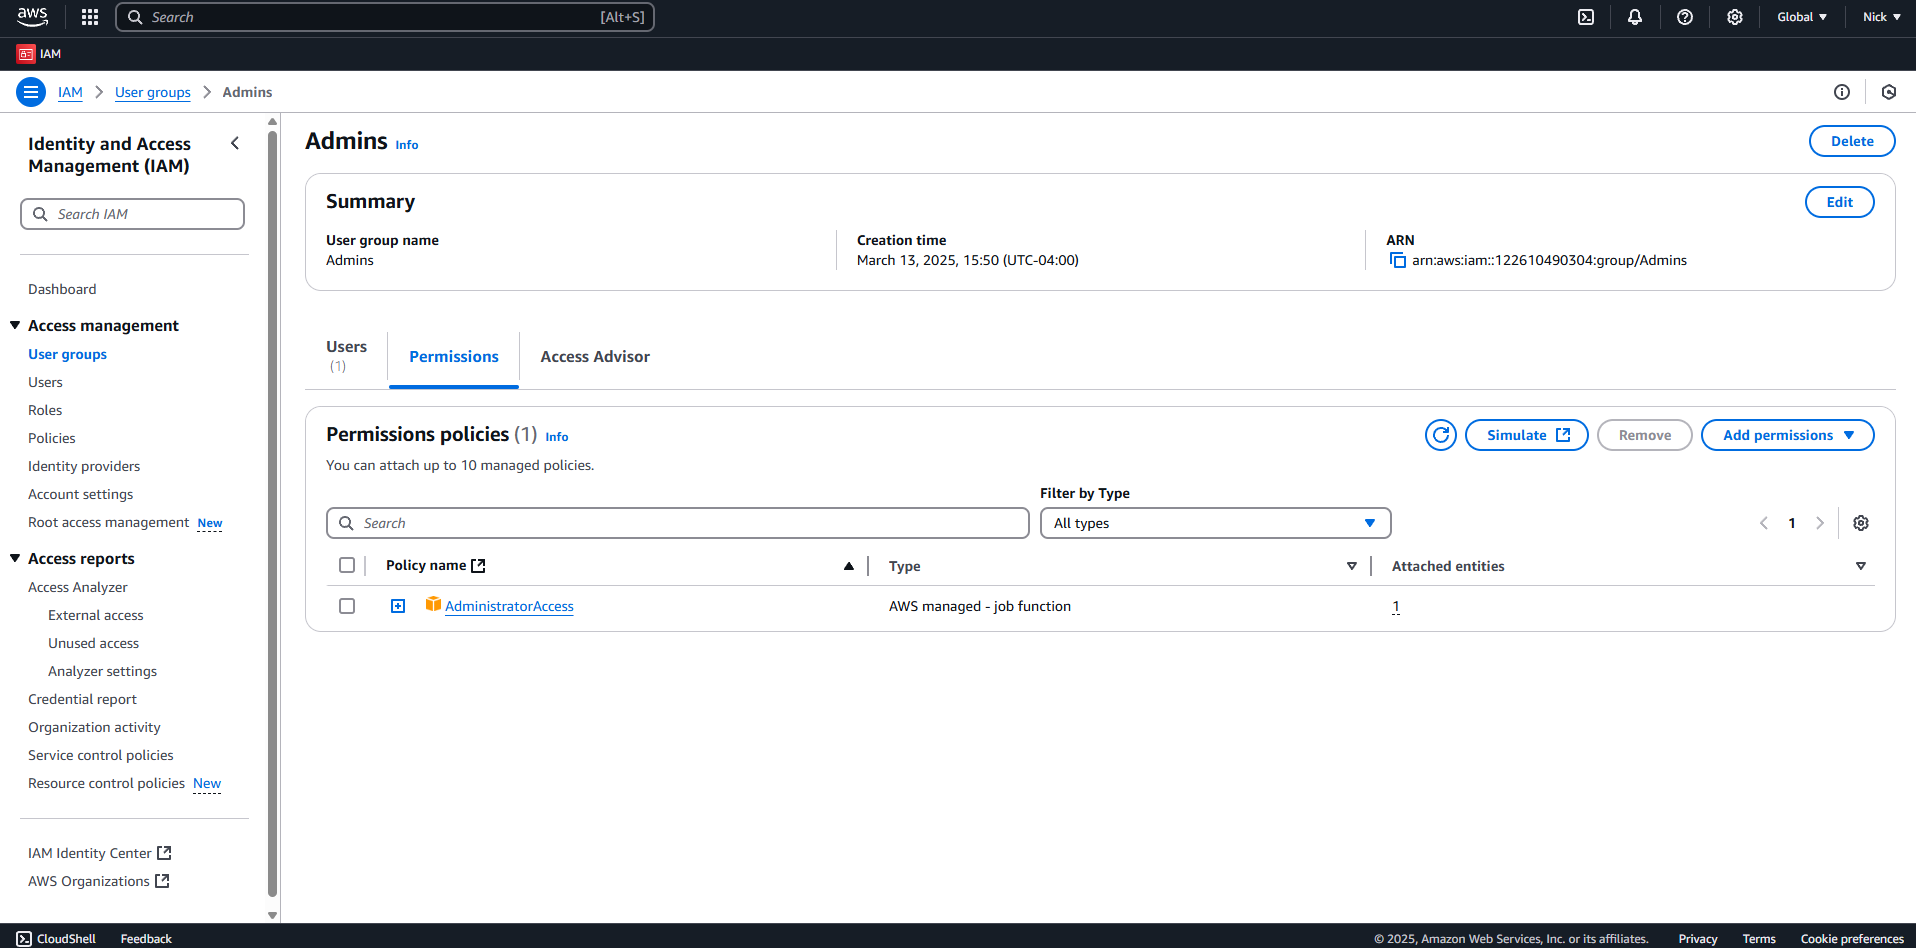 aws
Search
[Alt+S]
Global
Nick
IAM
IAM
User groups
Admins
Identity and Access
Management (IAM)
Search IAM
Dashboard
Access management
User groups
Users
Roles
Policies
Identity providers
Account settings
Root access management New
Access reports
Access Analyzer
External access
Unused access
Analyzer settings
Credential report
Organization activity
Service control policies
Resource control policies New
IAM Identity Center
AWS Organizations
Admins Info
Delete
Summary
Edit
User group name
Admins
Creation time
March 13, 2025, 15:50 (UTC-04:00)
ARN
arn:aws:iam::122610490304:group/Admins
Users
(1)
Permissions
Access Advisor
Permissions policies (1) Info
You can attach up to 10 managed policies.
Simulate
Remove
Add permissions
Filter by Type
Search
All types
1
Policy name
Type
Attached entities
AdministratorAccess
AWS managed - job function
1
CloudShell
Feedback
© 2025, Amazon Web Services, Inc. or its affiliates.
Privacy
Terms
Cookie preferences